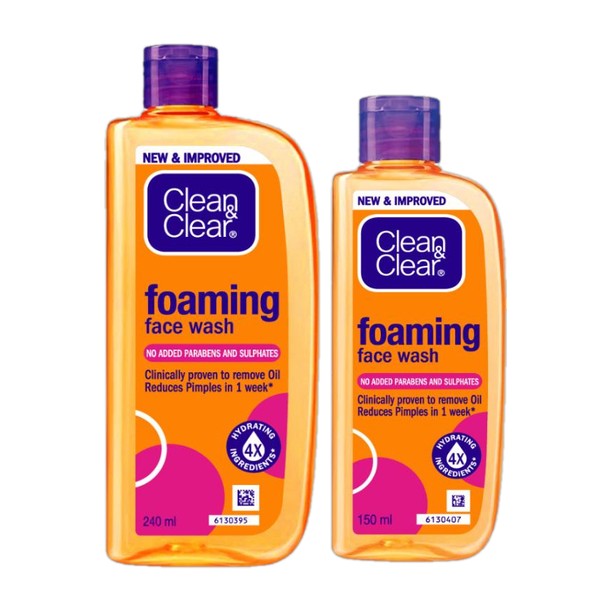 NEW & IMPROVED
Clean &
Clear®
foaming
face wash
NO ADDED PARABENS AND SULPHATES
Clinically proven to remove Oil
Reduces Pimples in 1 week*
HYDRATING
4X
INGREDIENTS*
240 ml
6130395
NEW & IMPROVED
Clean &
Clear®
foaming
face wash
NO ADDED PARABENS AND SULPHATES
Clinically proven to remove Oil
Reduces Pimples in 1 week*
HYDRATING
4X
INGREDIENTS*
150 ml
6130407